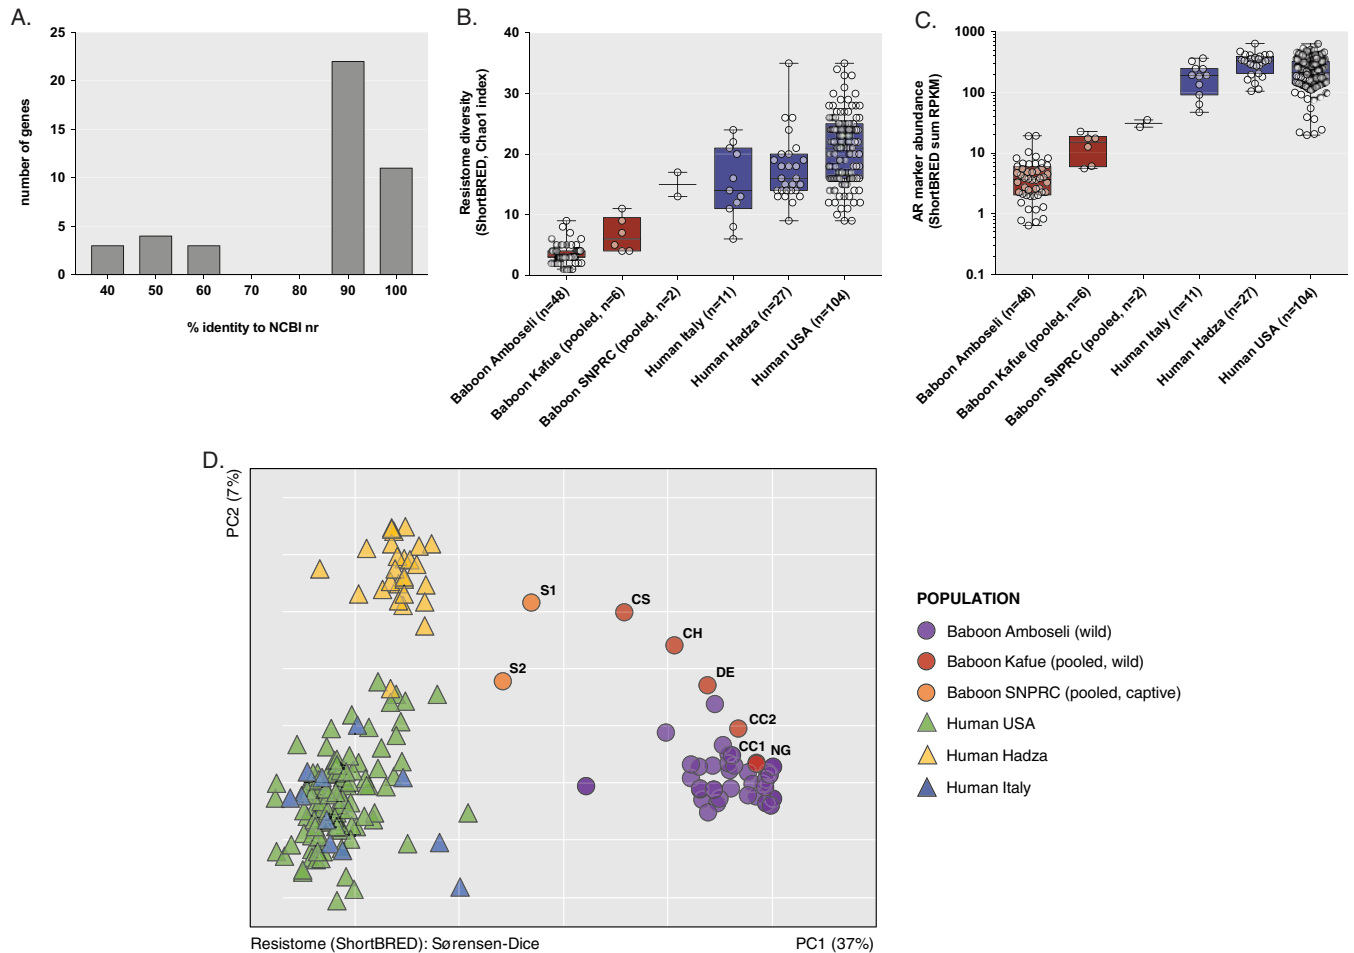 A.
25
20
15
10
5
0
number of genes
40 50 60 70 80 90 100
% identity to NCBI nr
B.
40
30
20
10
0
Resistome diversity
(ShortBRED, Chao1 index)
Baboon Amboseli (n=48)
Baboon Kafue (pooled, n=6)
Baboon SNPRC (pooled, n=2)
Human Italy (n=11)
Human Hadza (n=27)
Human USA (n=104)
C.
1000
100
10
1
0.1
AR marker abundance
(ShortBRED sum RPKM)
Baboon Amboseli (n=48)
Baboon Kafue (pooled, n=6)
Baboon SNPRC (pooled, n=2)
Human Italy (n=11)
Human Hadza (n=27)
Human USA (n=104)
D.
PC2 (7%)
S1
CS
CH
S2
DE
CC2
CC1 NG
Resistome (ShortBRED): Sørensen-Dice
PC1 (37%)
POPULATION
Baboon Amboseli (wild)
Baboon Kafue (pooled, wild)
Baboon SNPRC (pooled, captive)
Human USA
Human Hadza
Human Italy